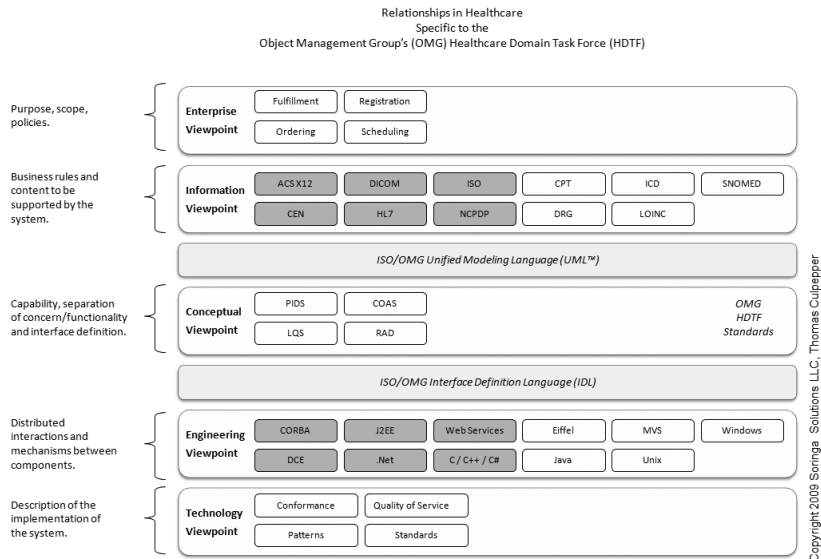 Relationships in Healthcare
Specific to the
Object Management Group's (OMG) Healthcare Domain Task Force (HDTF)
Purpose, scope,
policies.
Enterprise
Viewpoint
Fulfillment
Registration
Ordering
Scheduling
Business rules and
content to be
supported by the
system.
Information
Viewpoint
ACS X12
DICOM
ISO
CPT
ICD
SNOMED
CEN
HL7
NCPDP
DRG
LOINC
ISO/OMG Unified Modeling Language (UML™)
Capability, separation
of concern/functionality
and interface definition.
Conceptual
Viewpoint
PIDS
COAS
LQS
RAD
OMG
HDTF
Standards
ISO/OMG Interface Definition Language (IDL)
Distributed
interactions and
mechanisms between
components.
Engineering
Viewpoint
CORBA
J2EE
Web Services
Eiffel
MVS
Windows
DCE
.Net
C / C++ / C#
Java
Unix
Description of the
implementation of
the system.
Technology
Viewpoint
Conformance
Quality of Service
Patterns
Standards
Copyright 2009 Soringa Solutions LLC, Thomas Culpepper